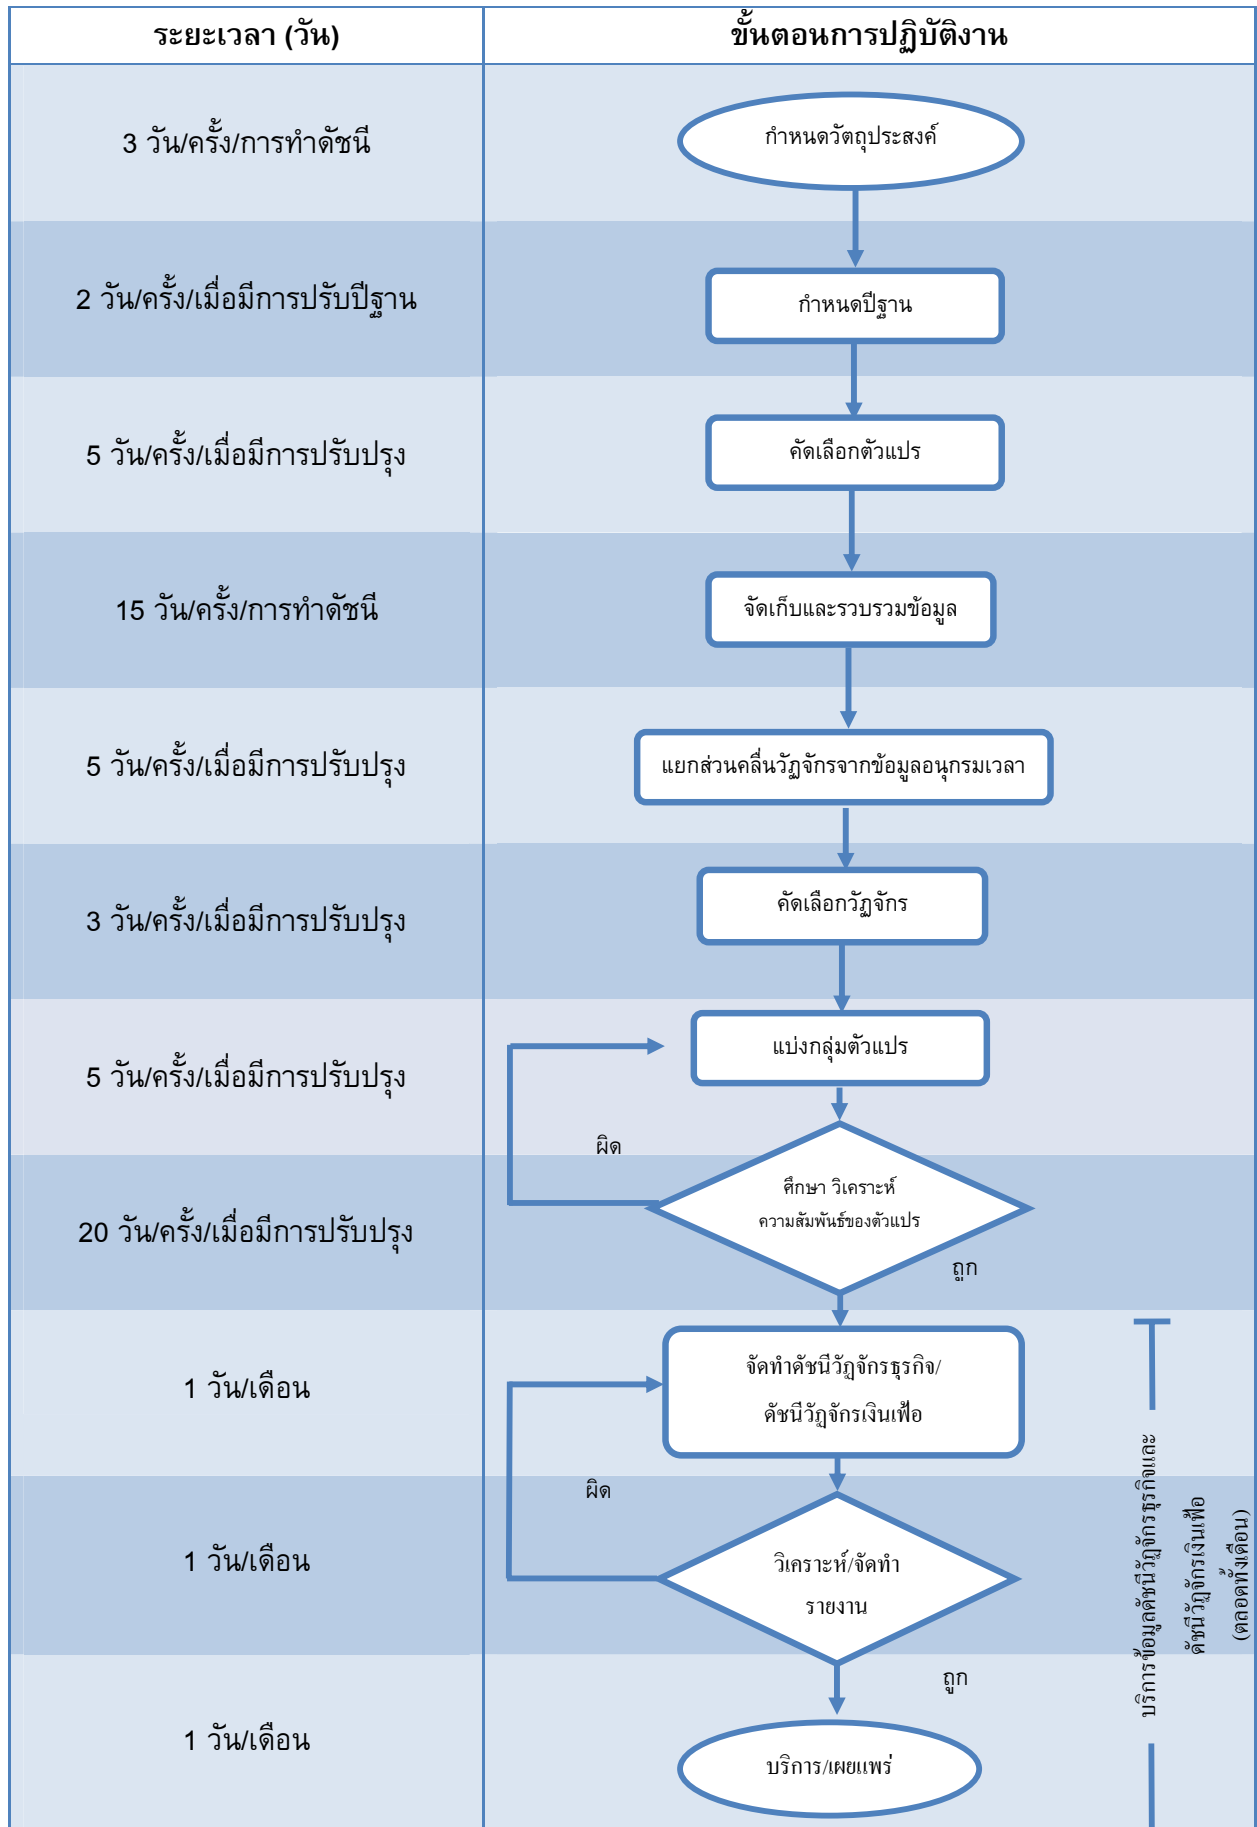 ระยะเวลา (วัน)
ขั้นตอนการปฏิบัติงาน
3 วัน/ครั้ง/การทำดัชนี
กำหนดวัตถุประสงค์
2 วัน/ครั้ง/เมื่อมีการปรับปีฐาน
กำหนดปีฐาน
5 วัน/ครั้ง/เมื่อมีการปรับปรุง
คัดเลือกตัวแปร
15 วัน/ครั้ง/การทำดัชนี
จัดเก็บและรวบรวมข้อมูล
5 วัน/ครั้ง/เมื่อมีการปรับปรุง
แยกส่วนคลื่นวัฏจักรจากข้อมูลอนุกรมเวลา
3 วัน/ครั้ง/เมื่อมีการปรับปรุง
คัดเลือกวัฏจักร
5 วัน/ครั้ง/เมื่อมีการปรับปรุง
แบ่งกลุ่มตัวแปร
ผิด
20 วัน/ครั้ง/เมื่อมีการปรับปรุง
ศึกษา วิเคราะห์
ความสัมพันธ์ของตัวแปร
ถูก
1 วัน/เดือน
จัดทำดัชนีวัฏจักรธุรกิจ/
ดัชนีวัฏจักรเงินเฟ้อ
ผิด
1 วัน/เดือน
วิเคราะห์/จัดทำ
รายงาน
ถูก
1 วัน/เดือน
บริการ/เผยแพร่
บริการข้อมูลดัชนีวัฏจักรธุรกิจและ
ดัชนีวัฏจักรเงินเฟ้อ
(ตลอดทั้งเดือน)